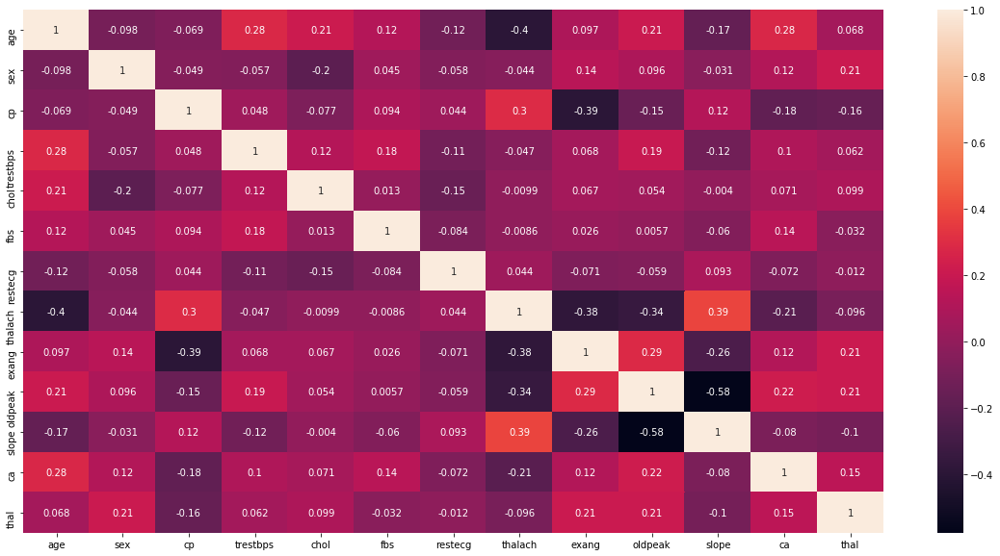 age 1 -0.098 -0.069 0.28 0.21 0.12 -0.12 -0.4 0.097 0.21 -0.17 0.28 0.068
sex -0.098 1 -0.049 -0.057 -0.2 0.045 -0.058 -0.044 0.14 0.096 -0.031 0.12 0.21
cp -0.069 -0.049 1 0.048 -0.077 0.094 0.044 0.3 -0.39 -0.15 0.12 -0.18 -0.16
trestbps 0.28 -0.057 0.048 1 0.12 0.18 -0.11 -0.047 0.068 0.19 -0.12 0.1 0.062
chol 0.21 -0.2 -0.077 0.12 1 0.013 -0.15 -0.0099 0.067 0.054 -0.004 0.071 0.099
fbs 0.12 0.045 0.094 0.18 0.013 1 -0.084 -0.0086 0.026 0.0057 -0.06 0.14 -0.032
restecg -0.12 -0.058 0.044 -0.11 -0.15 -0.084 1 0.044 -0.071 -0.059 0.093 -0.072 -0.012
thalach -0.4 -0.044 0.3 -0.047 -0.0099 -0.0086 0.044 1 -0.38 -0.34 0.39 -0.21 -0.096
exang 0.097 0.14 -0.39 0.068 0.067 0.026 -0.071 -0.38 1 0.29 -0.26 0.12 0.21
oldpeak 0.21 0.096 -0.15 0.19 0.054 0.0057 -0.059 -0.34 0.29 1 -0.58 0.22 0.21
slope -0.17 -0.031 0.12 -0.12 -0.004 -0.06 0.093 0.39 -0.26 -0.58 1 -0.08 -0.1
ca 0.28 0.12 -0.18 0.1 0.071 0.14 -0.072 -0.21 0.12 0.22 -0.08 1 0.15
thal 0.068 0.21 -0.16 0.062 0.099 -0.032 -0.012 -0.096 0.21 0.21 -0.1 0.15 1
age sex cp trestbps chol fbs restecg thalach exang oldpeak slope ca thal
1.0
0.8
0.6
0.4
0.2
0.0
-0.2
-0.4